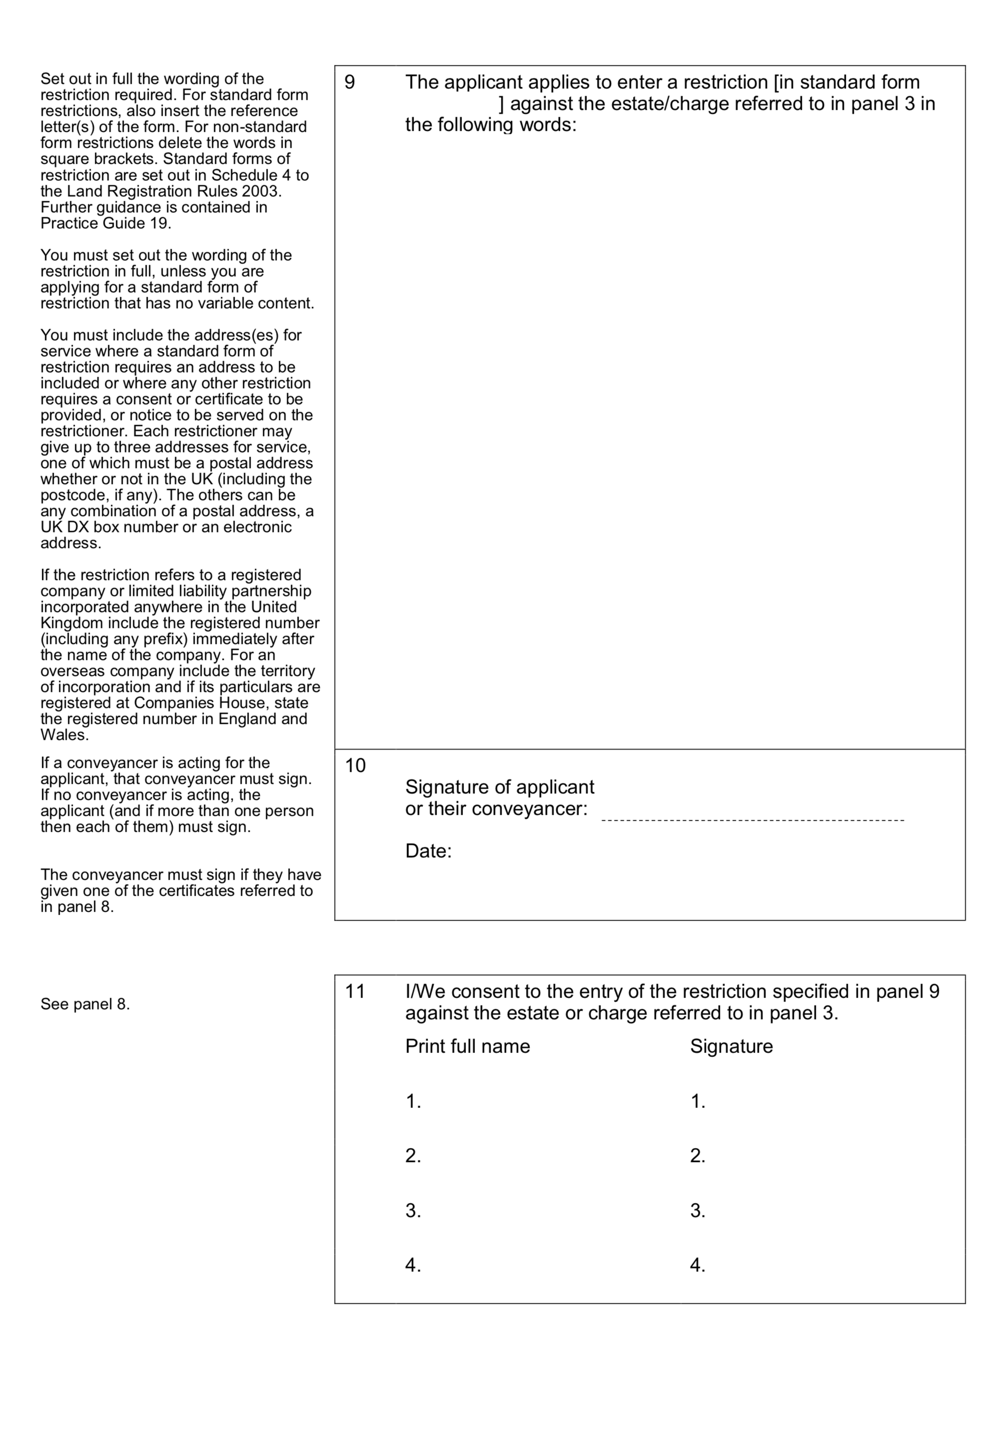 Set out in full the wording of the
restriction required. For standard form
restrictions, also insert the reference
letter(s) of the form. For non-standard
form restrictions delete the words in
square brackets. Standard forms of
restriction are set out in Schedule 4 to
the Land Registration Rules 2003.
Further guidance is contained in
Practice Guide 19.
You must set out the wording of the
restriction in full, unless you are
applying for a standard form of
restriction that has no variable content.
You must include the address(es) for
service where a standard form of
restriction requires an address to be
included or where any other restriction
requires a consent or certificate to be
provided, or notice to be served on the
restrictioner. Each restrictioner may
give up to three addresses for service,
one of which must be a postal address
whether or not in the UK (including the
postcode, if any). The others can be
any combination of a postal address, a
UK DX box number or an electronic
address.
If the restriction refers to a registered
company or limited liability partnership
incorporated anywhere in the United
Kingdom include the registered number
(including any prefix) immediately after
the name of the company. For an
overseas company include the territory
of incorporation and if its particulars are
registered at Companies House, state
the registered number in England and
Wales.
9 The applicant applies to enter a restriction [in standard form
] against the estate/charge referred to in panel 3 in
the following words:
If a conveyancer is acting for the
applicant, that conveyancer must sign.
If no conveyancer is acting, the
applicant (and if more than one person
then each of them) must sign.
The conveyancer must sign if they have
given one of the certificates referred to
in panel 8.
10
Signature of applicant
or their conveyancer:
Date:
See panel 8.
11 I/We consent to the entry of the restriction specified in panel 9
against the estate or charge referred to in panel 3.
Print full name Signature
1. 1.
2. 2.
3. 3.
4. 4.